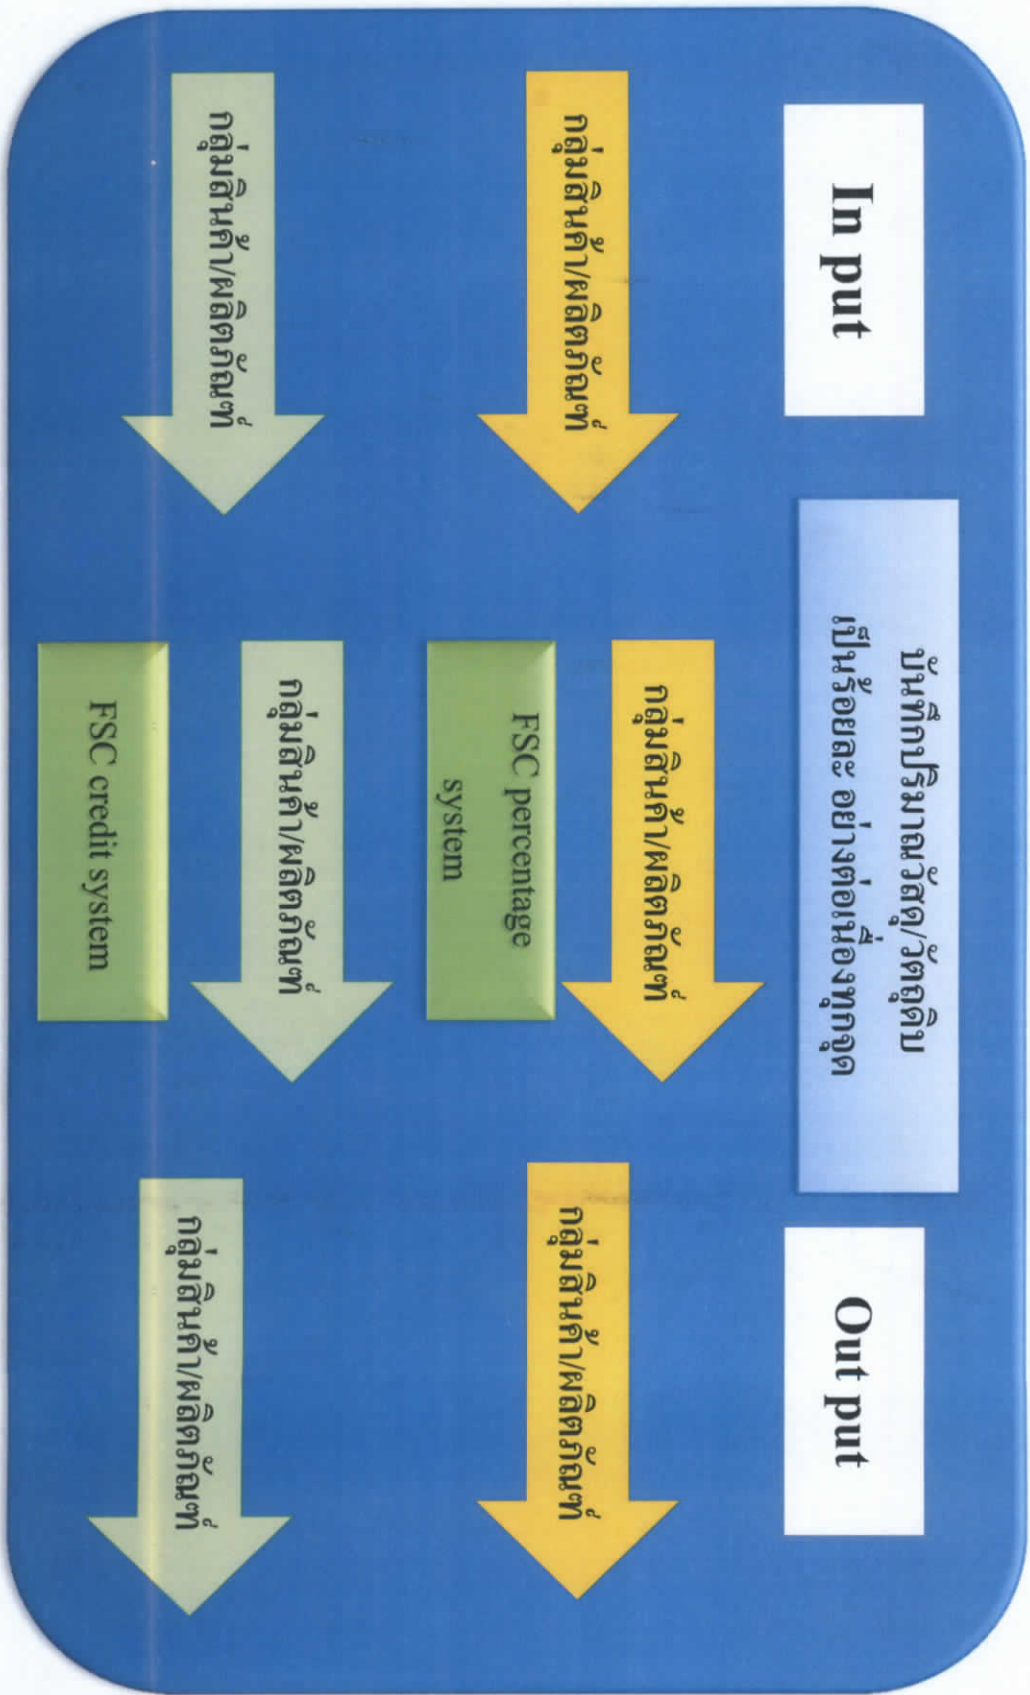 In put
บันทึกปริมาณวัสดุ/วัตถุดิบ
เป็นร้อยละ อย่างต่อเนื่องทุกจุด
Out put
กลุ่มสินค้า/ผลิตภัณฑ์
กลุ่มสินค้า/ผลิตภัณฑ์
กลุ่มสินค้า/ผลิตภัณฑ์
FSC percentage
system
กลุ่มสินค้า/ผลิตภัณฑ์
กลุ่มสินค้า/ผลิตภัณฑ์
กลุ่มสินค้า/ผลิตภัณฑ์
FSC credit system